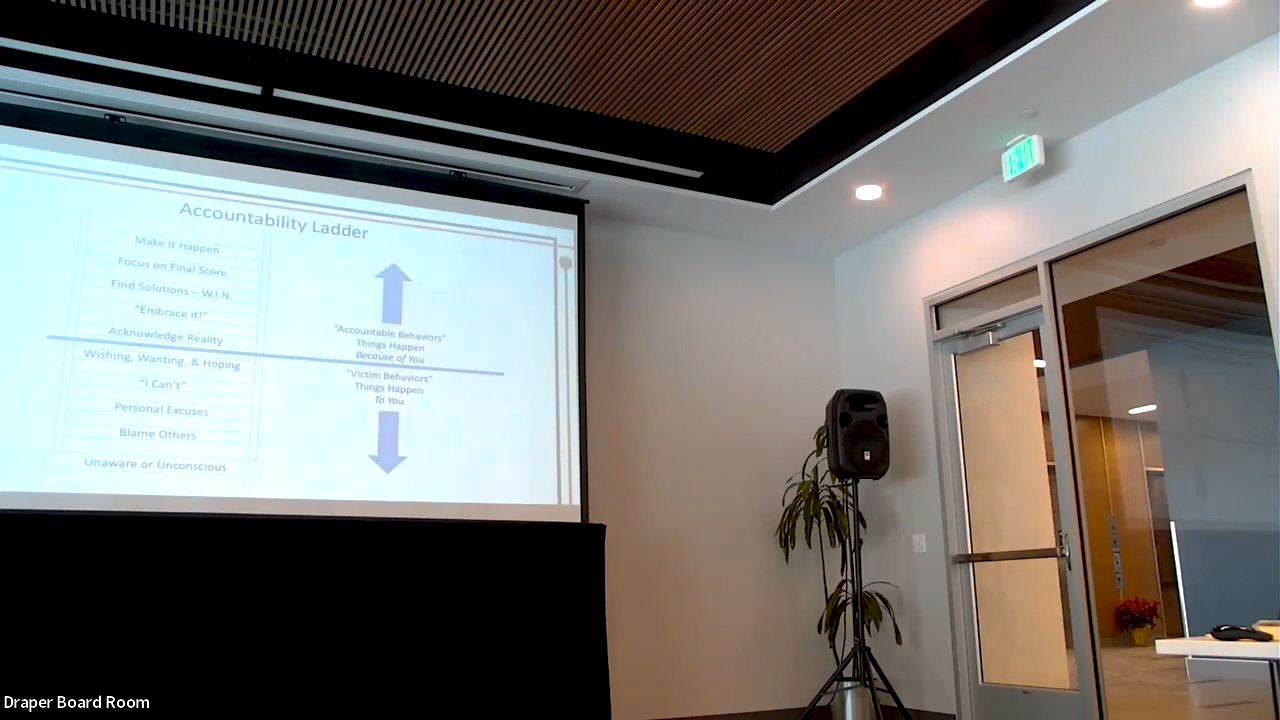 Accountability Ladder
Make It Happen
Focus on Final Score
Find Solutions – W.I.N.
"Embrace it!"
Acknowledge Reality
Wishing, Wanting, & Hoping
"I Can't"
Personal Excuses
Blame Others
Unaware or Unconscious
"Accountable Behaviors"
Things Happen
Because of You
"Victim Behaviors"
Things Happen
To You
EXIT
Draper Board Room